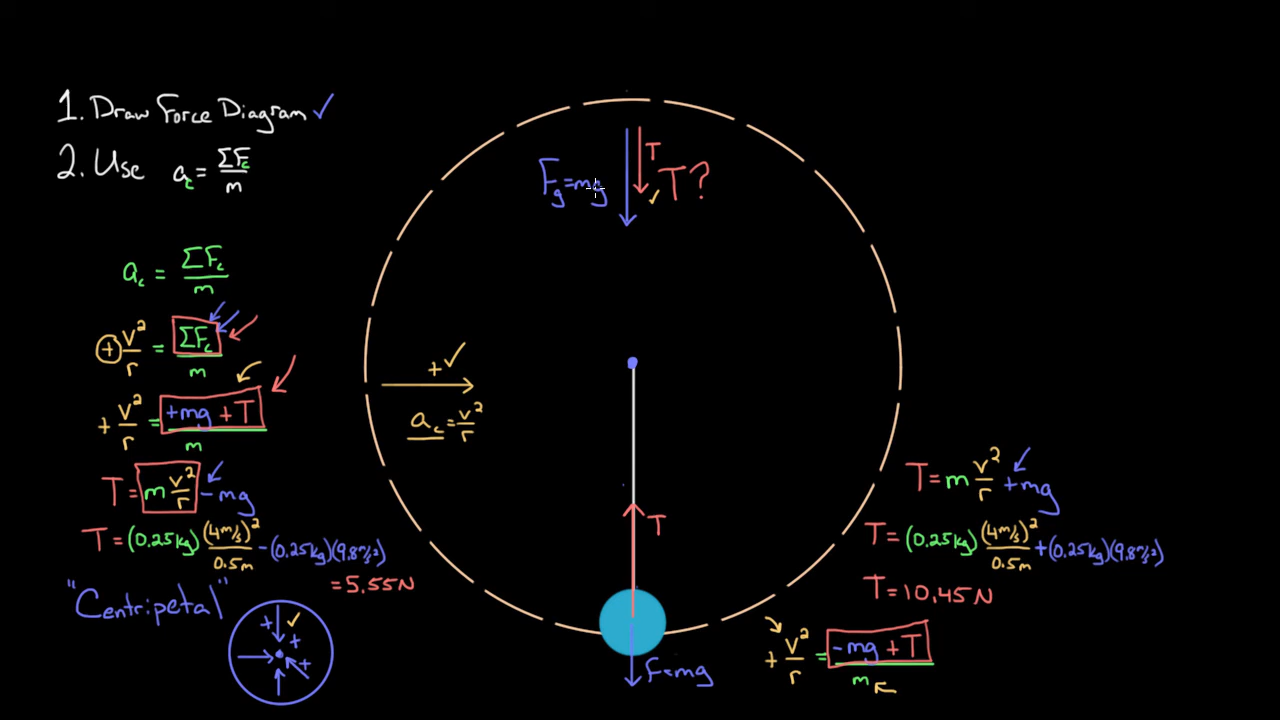 1. Draw Force Diagram ✓
2. Use a_c = ΣF_c / m
a_c = ΣF_c / m
+ v²/r = ΣF_c / m
+ v²/r = +mg + T / m
T = m v²/r - mg
T = (0.25kg) (4m/s)² / 0.5m - (0.25kg)(9.8m/s²)
= 5.55N
"Centripetal"
+ ✓
+
+
F_g = mg
T
✓ T?
+ ✓
a_c = v²/r
T
F=mg
T = m v²/r + mg
T = (0.25kg) (4m/s)² / 0.5m + (0.25kg)(9.8m/s²)
T = 10.45N
+ v²/r = -mg + T / m